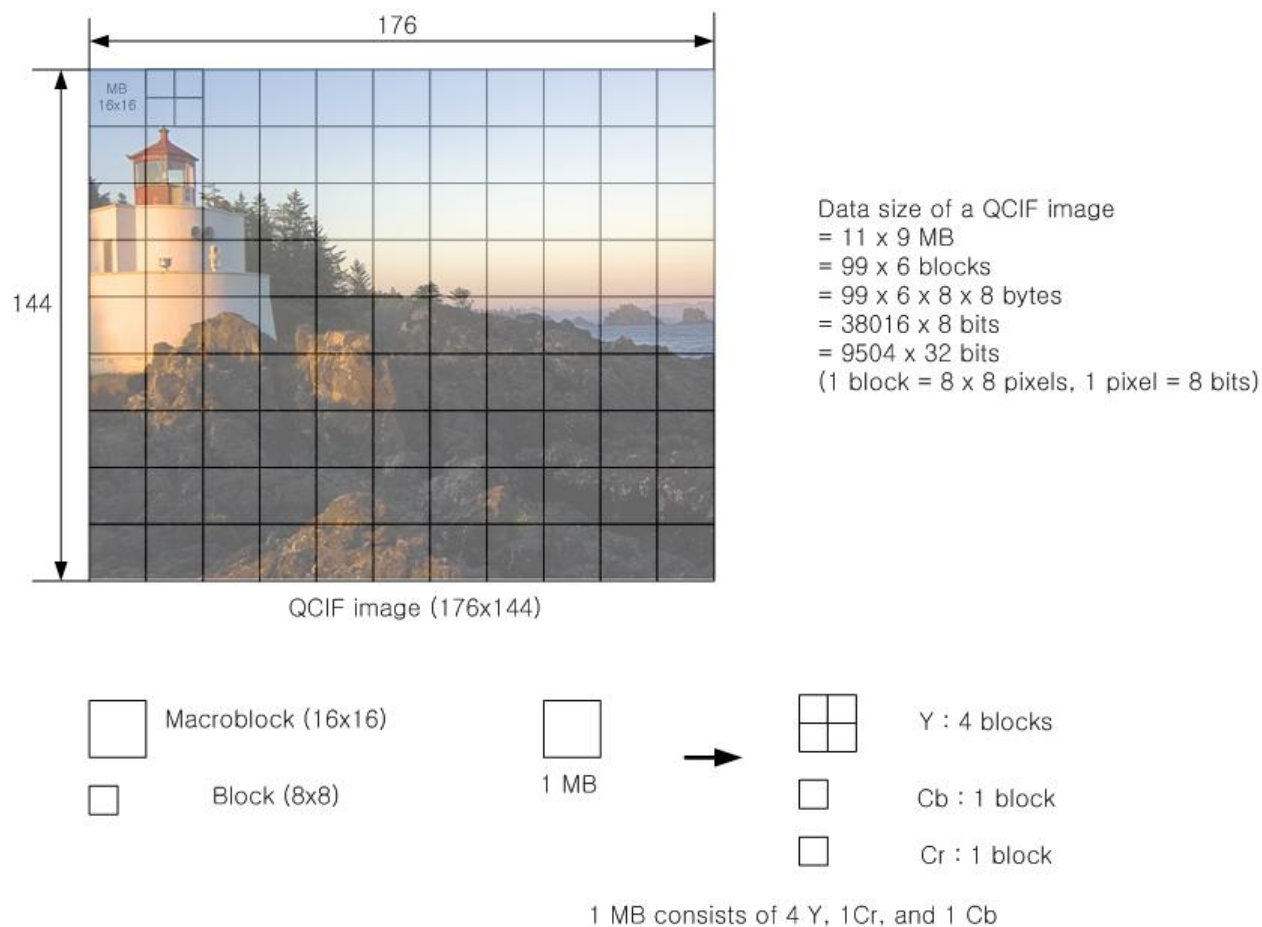 176
MB
16x16
144
Data size of a QCIF image
= 11 x 9 MB
= 99 x 6 blocks
= 99 x 6 x 8 x 8 bytes
= 38016 x 8 bits
= 9504 x 32 bits
(1 block = 8 x 8 pixels, 1 pixel = 8 bits)
QCIF image (176x144)
Macroblock (16x16)
Block (8x8)
1 MB
Y : 4 blocks
Cb : 1 block
Cr : 1 block
1 MB consists of 4 Y, 1Cr, and 1 Cb